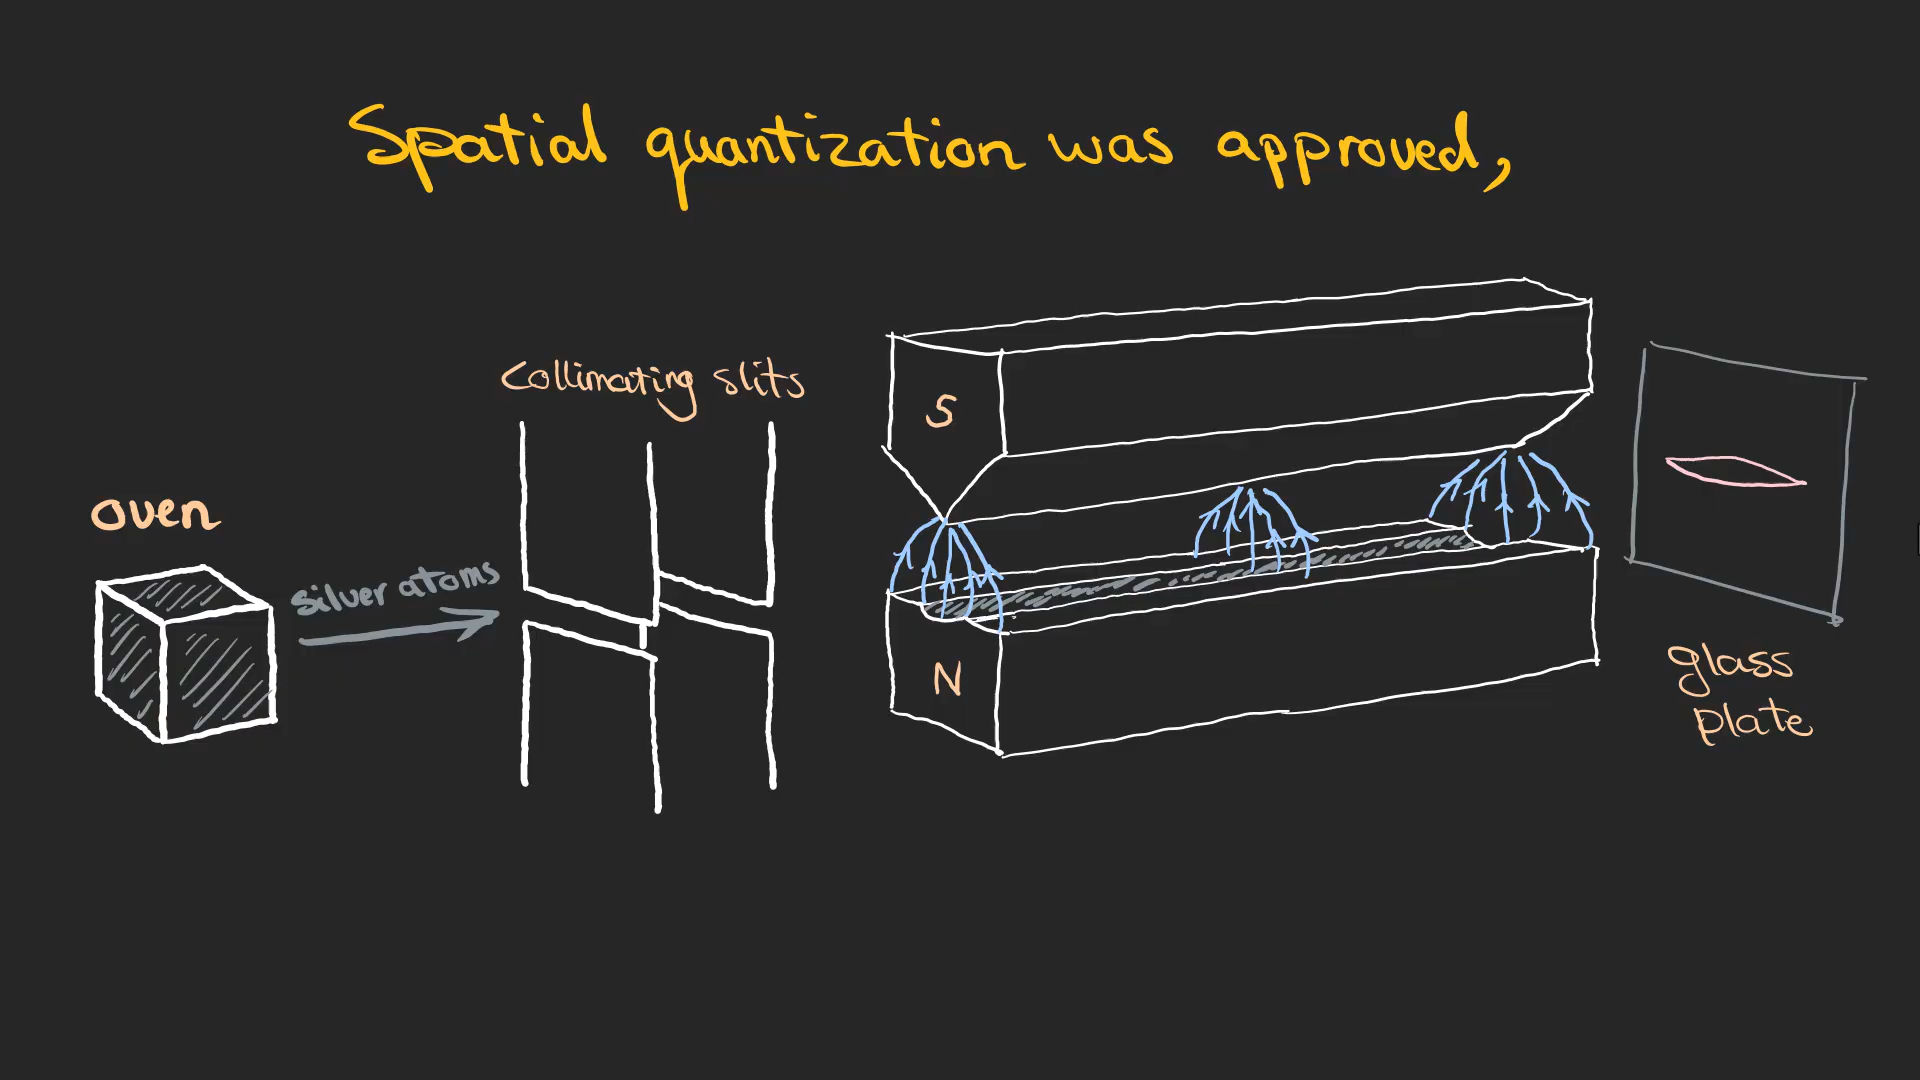 Spatial quantization was approved,
Collimating slits
S
oven
silver atoms
N
glass
plate